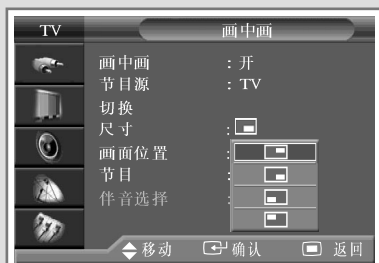 TV 画中画
画中画 : 开
节目源 : TV
切换
尺寸 :
画面位置 :
节目 :
伴音选择 :
移动 确认 返回